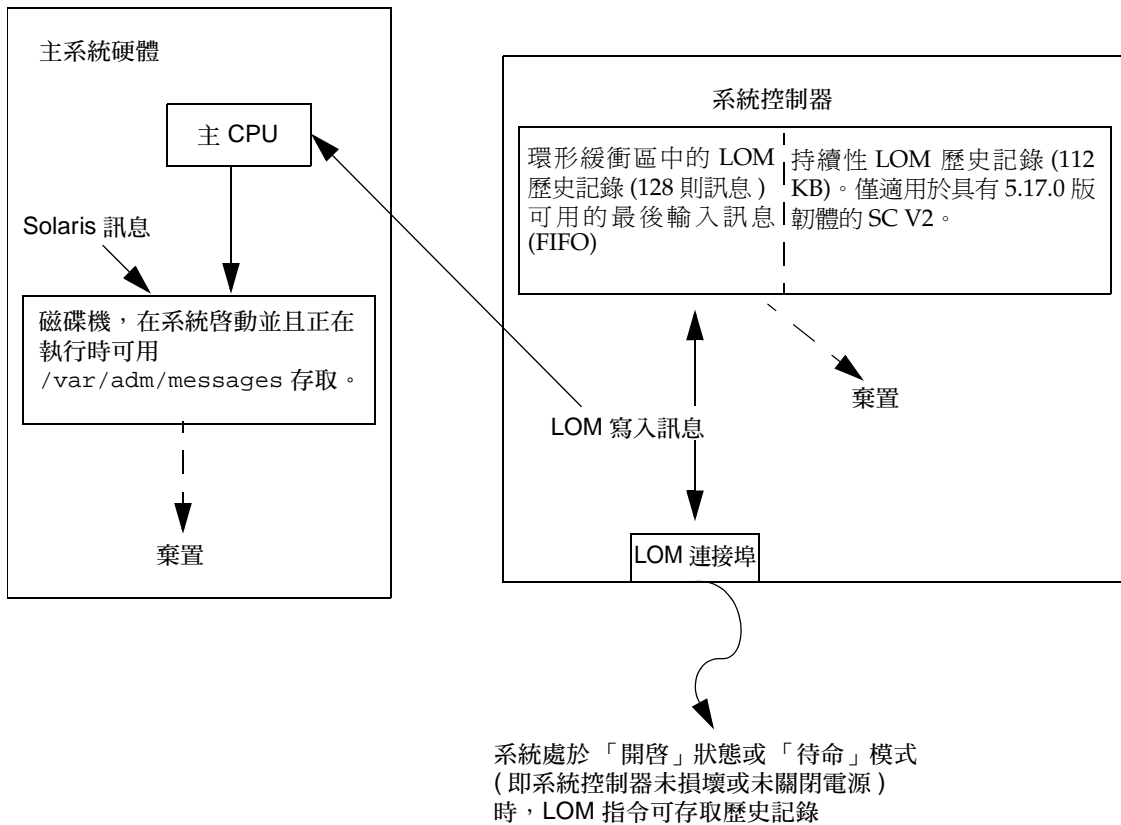 主系統硬體
主 CPU
Solaris 訊息
磁碟機，在系統啓動並且正在
執行時可用
/var/adm/messages 存取。
棄置
系統控制器
環形緩衝區中的 LOM
歷史記錄 (128 則訊息 )
可用的最後輸入訊息
(FIFO)
持續性 LOM 歷史記錄 (112
KB)。僅適用於具有 5.17.0 版
韌體的 SC V2。
棄置
LOM 寫入訊息
LOM 連接埠
系統處於 「開啓」狀態或 「待命」模式
( 即系統控制器未損壞或未關閉電源 )
時，LOM 指令可存取歷史記錄